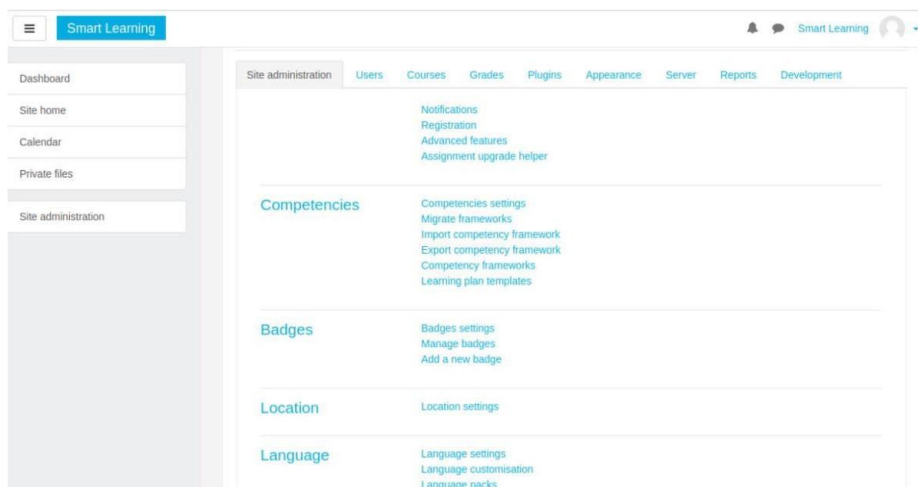 Smart Learning
Smart Learning
Dashboard
Site home
Calendar
Private files
Site administration
Site administration Users Courses Grades Plugins Appearance Server Reports Development
Notifications
Registration
Advanced features
Assignment upgrade helper
Competencies
Competencies settings
Migrate frameworks
Import competency framework
Export competency framework
Competency frameworks
Learning plan templates
Badges
Badges settings
Manage badges
Add a new badge
Location
Location settings
Language
Language settings
Language customisation
Language packs